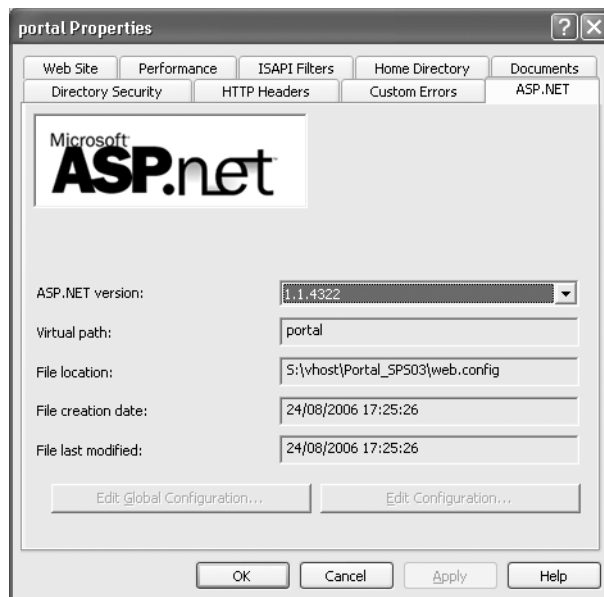 portal Properties
Web Site Performance ISAPI Filters Home Directory Documents
Directory Security HTTP Headers Custom Errors ASP.NET
Microsoft
ASP.net
ASP.NET version: 1.1.4322
Virtual path: portal
File location: S:\vhost\Portal_SPS03\web.config
File creation date: 24/08/2006 17:25:26
File last modified: 24/08/2006 17:25:26
Edit Global Configuration... Edit Configuration...
OK Cancel Apply Help